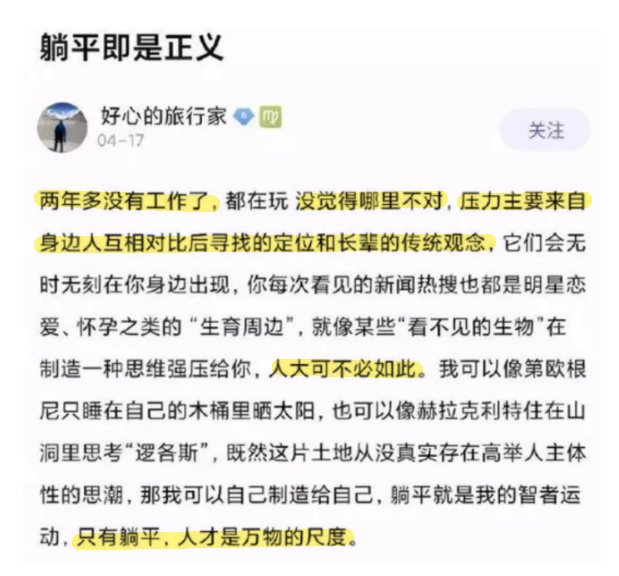 躺平即是正义
好心的旅行家
04-17
关注
两年多没有工作了，都在玩 没觉得哪里不对，压力主要来自
身边人互相对比后寻找的定位和长辈的传统观念，它们会无
时无刻在你身边出现，你每次看见的新闻热搜也都是明星恋
爱、怀孕之类的 “生育周边”，就像某些“看不见的生物”在
制造一种思维强压给你，人大可不必如此。我可以像第欧根
尼只睡在自己的木桶里晒太阳，也可以像赫拉克利特住在山
洞里思考“逻各斯”，既然这片土地从没真实存在高举人主体
性的思潮，那我可以自己制造给自己，躺平就是我的智者运
动，只有躺平，人才是万物的尺度。